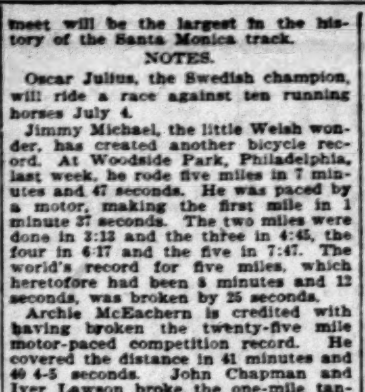 meet will be the largest in the his-
tory of the Santa Monica track.
NOTES.
Oscar Julius, the Swedish champion,
will ride a race against ten running
horses July 4.
Jimmy Michael, the little Welsh won-
der, has created another bicycle rec-
ord. At Woodside Park, Philadelphia,
last week, he rode five miles in 7 min-
utes and 47 seconds. He was paced by
a motor, making the first mile in 1
minute 37 seconds. The two miles were
done in 3:13 and the three in 4:45, the
four in 6:17 and the five in 7:47. The
world's record for five miles, which
heretofore had been 8 minutes and 12
seconds, was broken by 25 seconds.
Archie McEachern is credited with
having broken the twenty-five mile
motor-paced competition record. He
covered the distance in 41 minutes and
40 4-5 seconds. John Chapman and
Iver Lawson broke the one-mile tan-